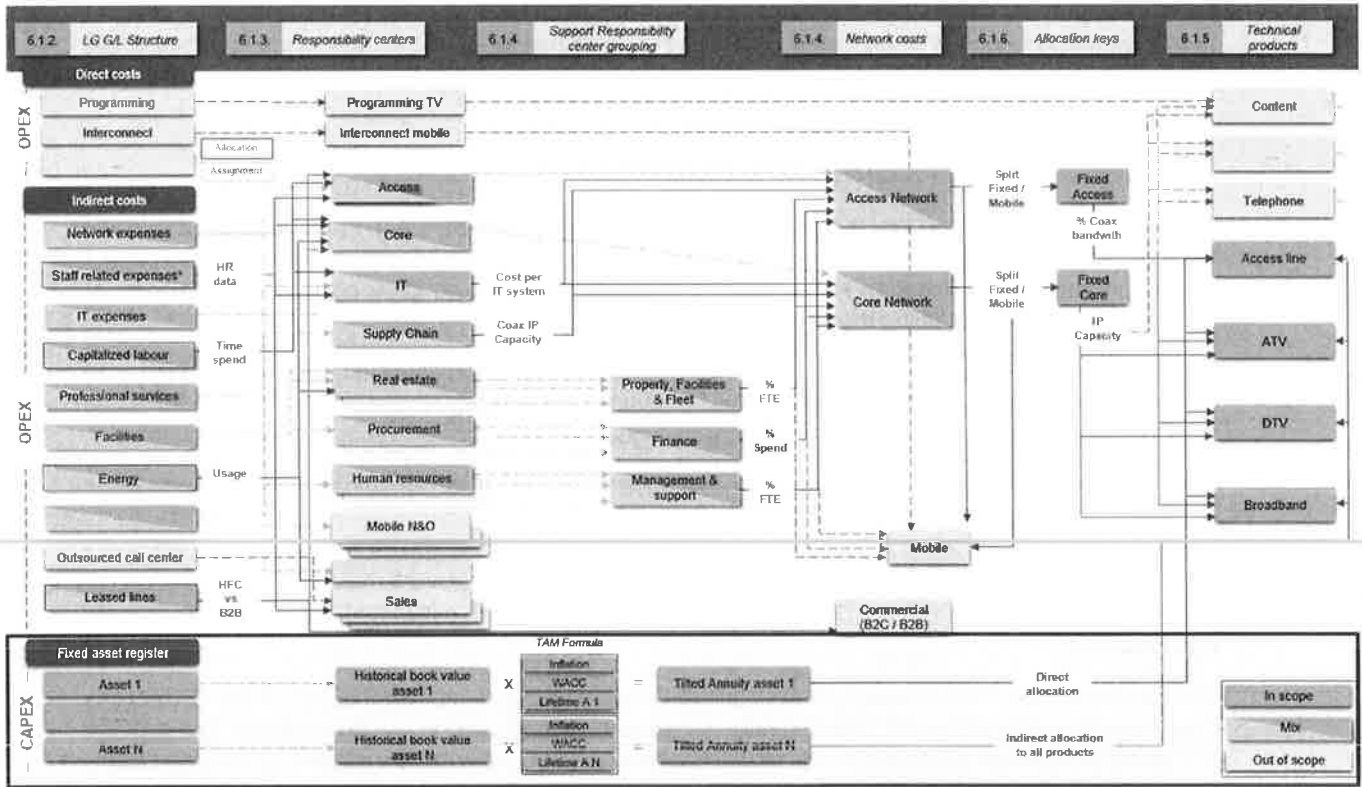 6.1.2. LG G/L Structure
6.1.3. Responsibility centers
6.1.4. Support Responsibility
center grouping
6.1.4. Network costs
6.1.6. Allocation keys
6.1.5 Technical
products
OPEX
Direct costs
Programming
Interconnect
Allocation
Assignment
Programming TV
Interconnect mobile
Content
Telephone
OPEX
Indirect costs
Network expenses
Staff related expenses*
IT expenses
Capitalized labour
Professional services
Facilities
Energy
Outsourced call center
Leased lines
HR
data
Time
spend
Usage
HFC
vs
B2B
Access
Core
IT
Supply Chain
Real estate
Procurement
Human resources
Mobile N&O
Sales
Cost per
IT system
Coax IP
Capacity
Property, Facilities
& Fleet
Finance
Management &
support
%
FTE
%
Spend
%
FTE
Access Network
Core Network
Mobile
Commercial
(B2C / B2B)
Split
Fixed /
Mobile
Split
Fixed /
Mobile
Fixed
Access
% Coax
bandwith
Fixed
Core
IP
Capacity
Access line
ATV
DTV
Broadband
CAPEX
Fixed asset register
Asset 1
Asset N
Historical book value
asset 1
Historical book value
asset N
X
X
TAM Formula
Inflation
WACC
Lifetime A 1
Inflation
WACC
Lifetime A N
=
=
Tilted Annuity asset 1
Tilted Annuity asset N
Direct
allocation
Indirect allocation
to all products
In scope
Mix
Out of scope